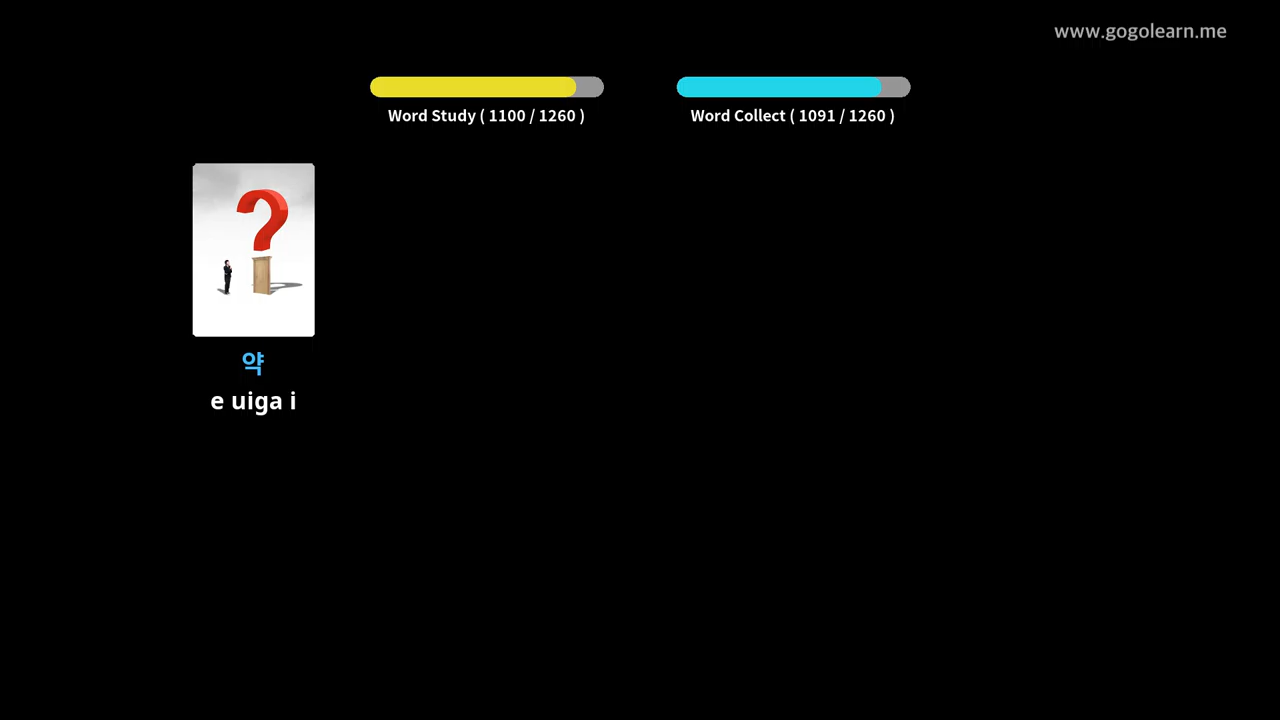 www.gogolearn.me
Word Study ( 1100 / 1260 )
Word Collect ( 1091 / 1260 )
약
e uiga i